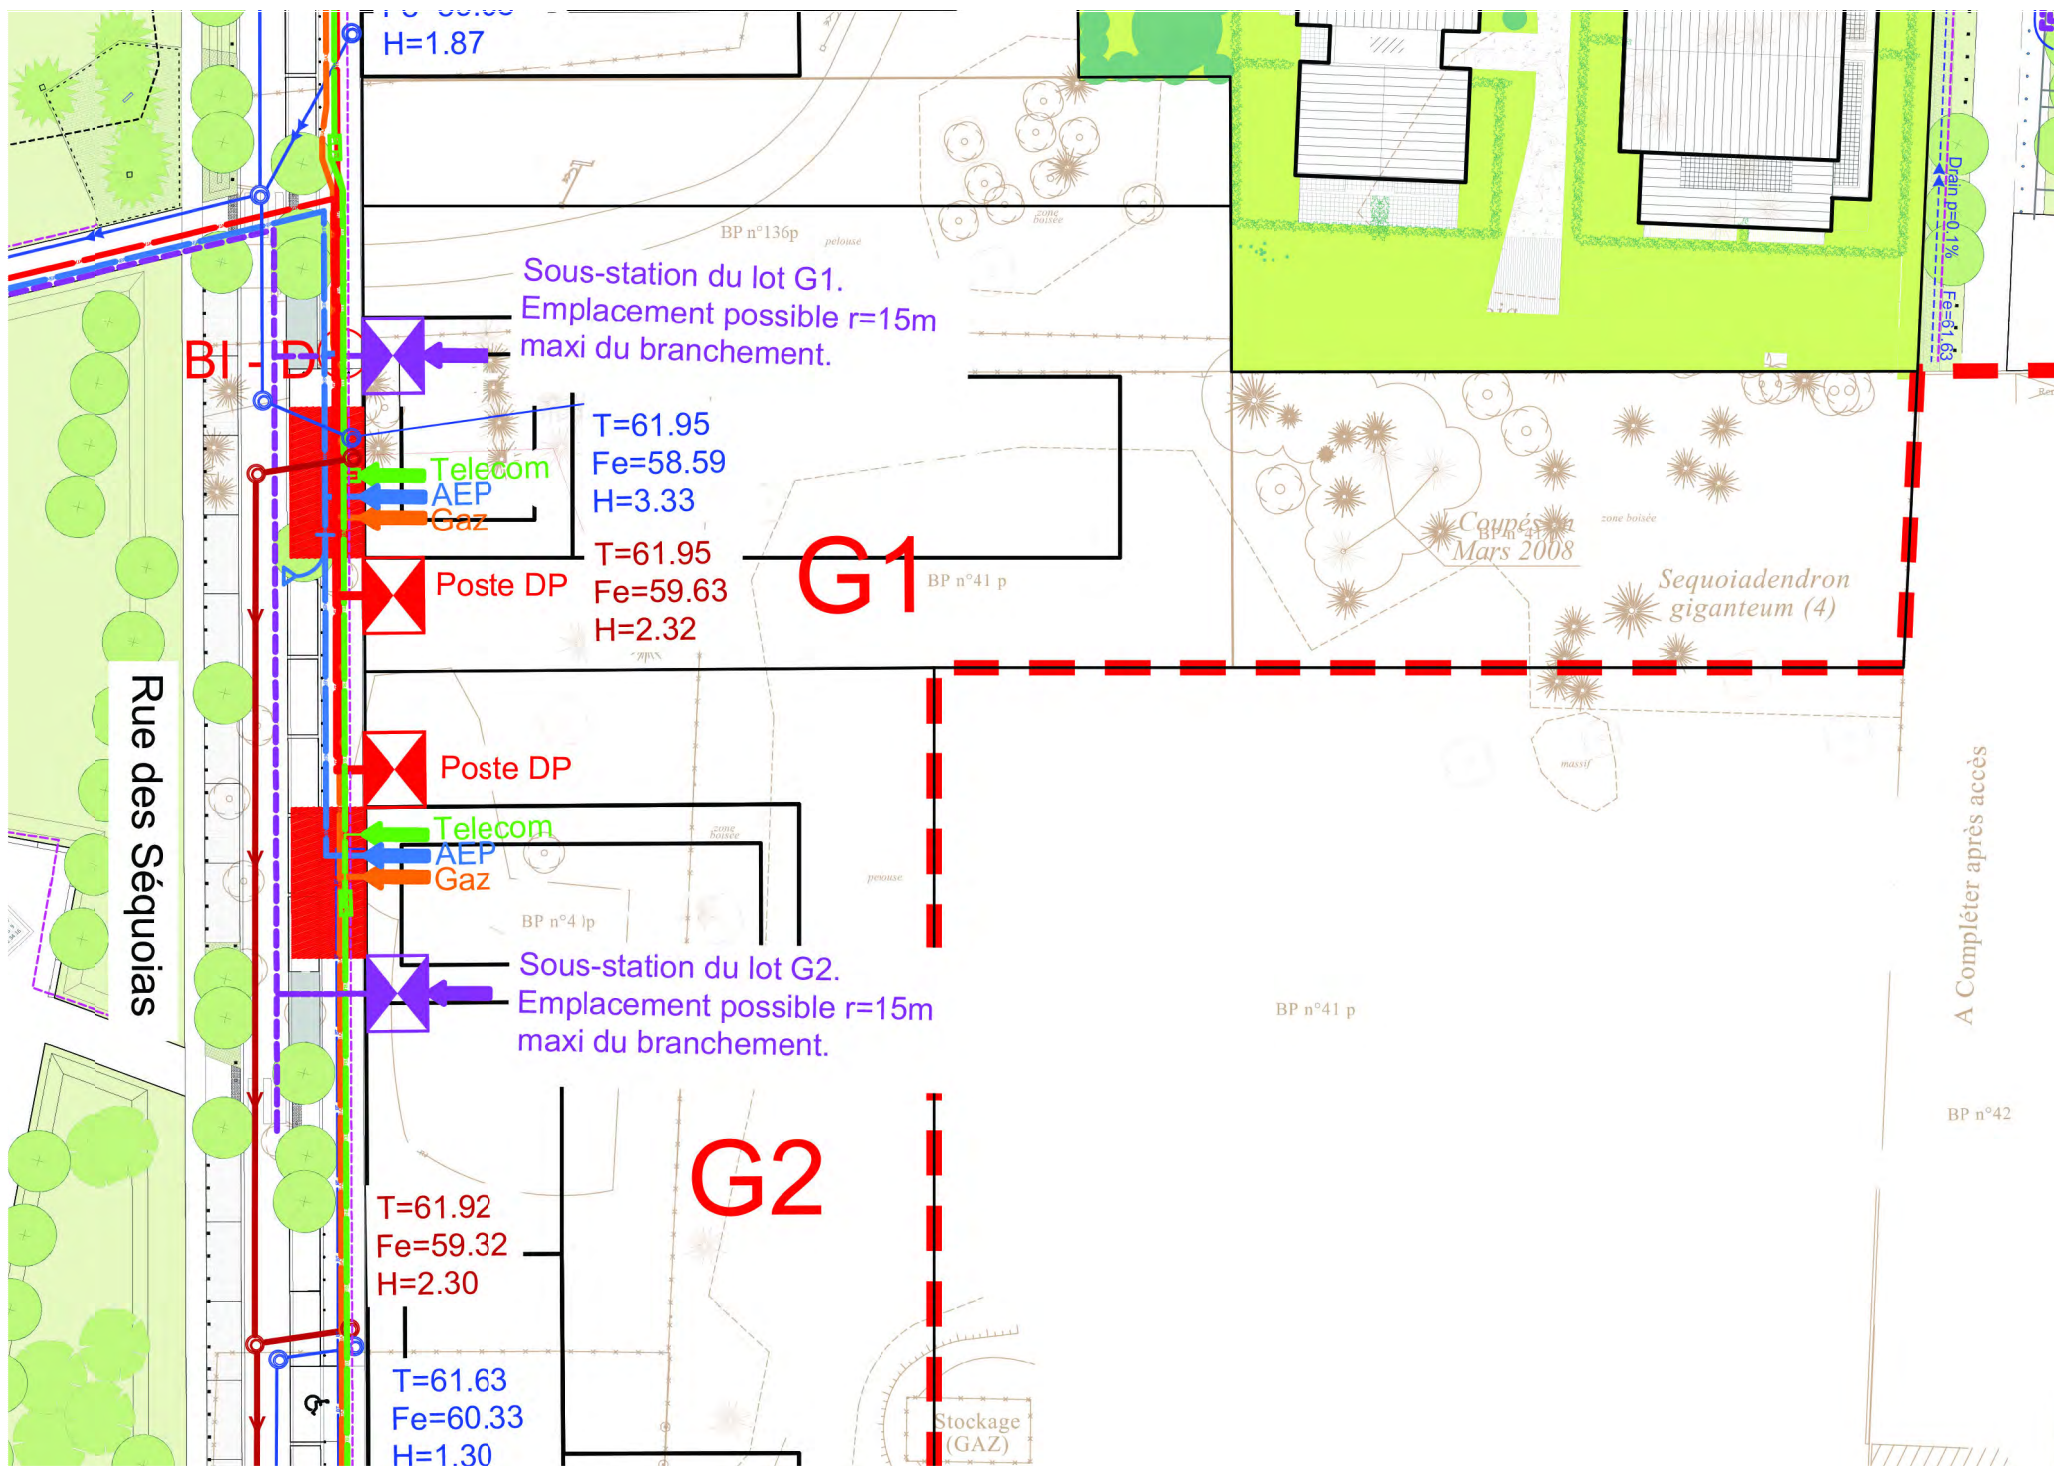 H=1.87
BP n°136p
pelouse
zone
boisée
Drain p=0.1%
Fe=61.63
Sous-station du lot G1.
Emplacement possible r=15m
maxi du branchement.
BI - D
T=61.95
Fe=58.59
H=3.33
Telecom
AEP
Gaz
T=61.95
Fe=59.63
H=2.32
Poste DP
G1
BP n°41 p
Coupés en
Mars 2008
zone boisée
Sequoiadendron
giganteum (4)
Rue des Séquoias
Poste DP
Telecom
AEP
Gaz
zone
boisée
pelouse
massif
A Compléter après accès
Sous-station du lot G2.
Emplacement possible r=15m
maxi du branchement.
BP n°41 p
BP n°42
G2
T=61.92
Fe=59.32
H=2.30
T=61.63
Fe=60.33
H=1.30
Stockage
(GAZ)